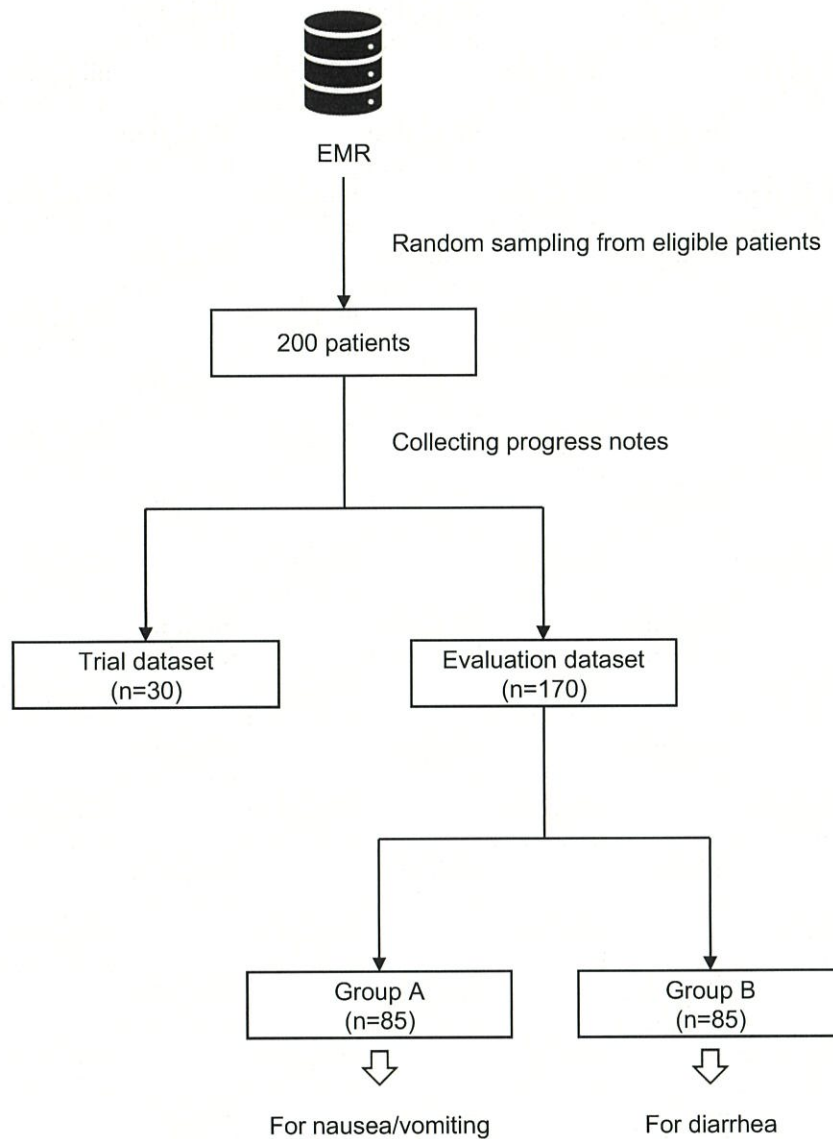 EMR
Random sampling from eligible patients
200 patients
Collecting progress notes
Trial dataset
(n=30)
Evaluation dataset
(n=170)
Group A
(n=85)
Group B
(n=85)
For nausea/vomiting
For diarrhea